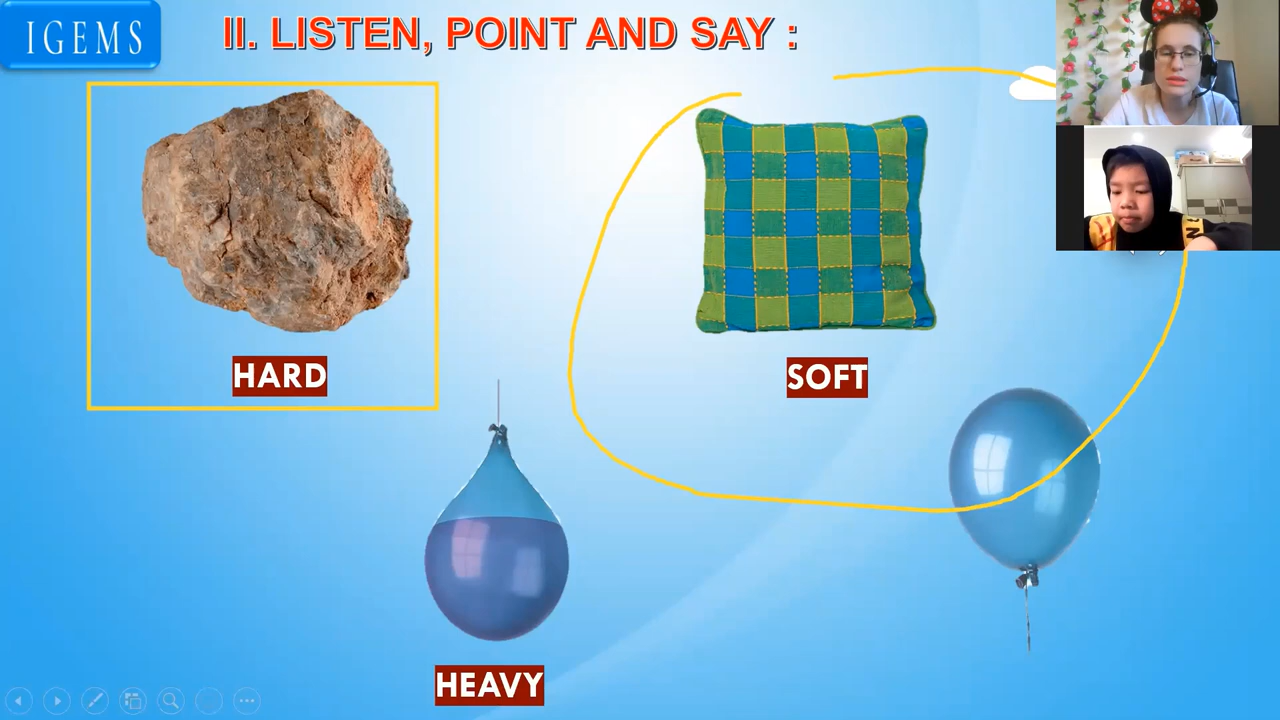 IGEMS
II. LISTEN, POINT AND SAY :
HARD
SOFT
HEAVY